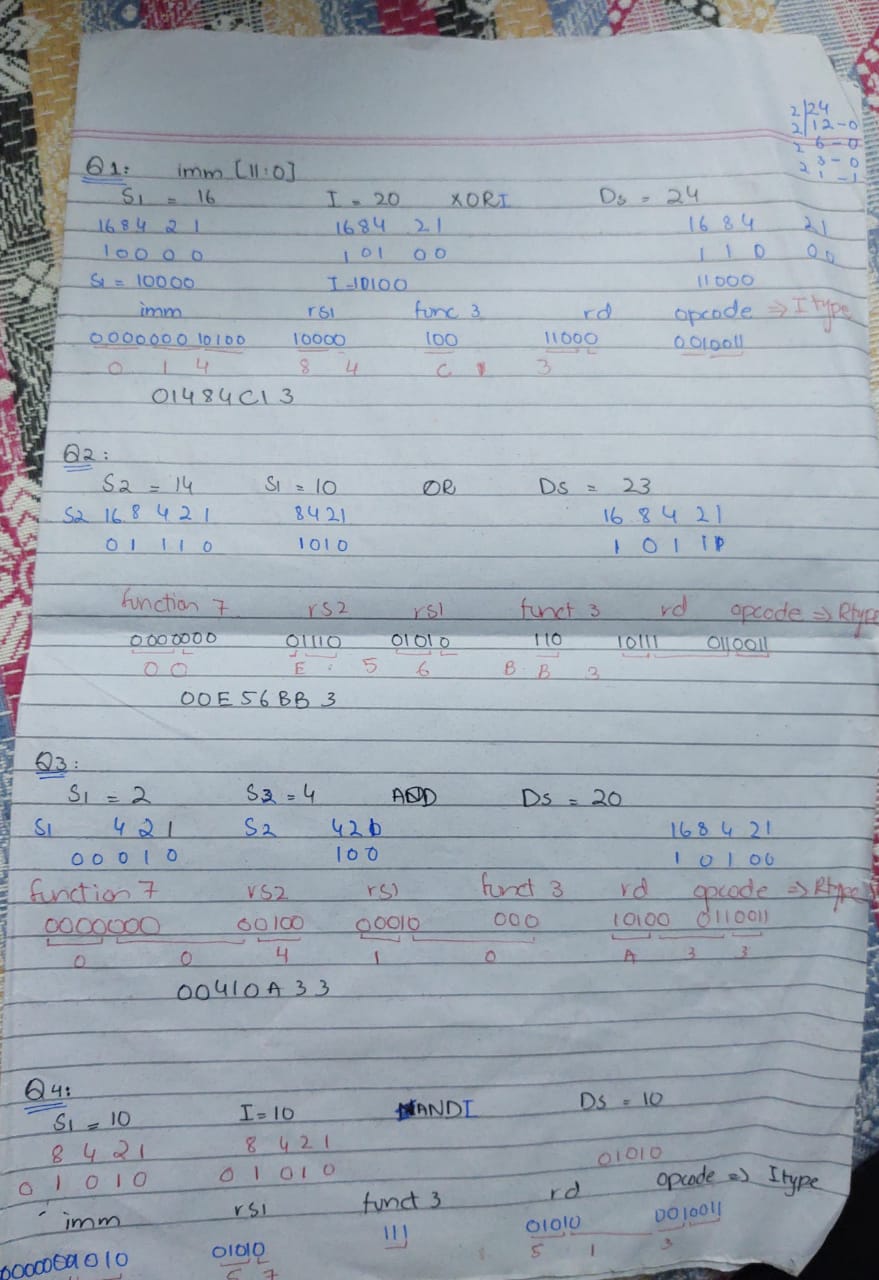 2 24
2 12-0
2 6-0
2 3-0
1-1
Q1: imm [11:0]
S1 = 16 I = 20 XORI Ds = 24
16 8 4 2 1 16 8 4 2 1 16 8 4 2 1
1 0 0 0 0 1 0 1 0 0 1 1 0 0 0
S1 = 10000 I-10100 11000
imm rs1 func 3 rd opcode => I type
0000000 10100 10000 100 11000 0010011
0 1 4 8 4 C 1 3
01484C13
Q2:
S2 = 14 S1 = 10 OR Ds = 23
S2 16 8 4 2 1 8 4 2 1 16 8 4 2 1
0 1 1 1 0 1010 1 0 1 1 1
function 7 rs2 rs1 funct 3 rd opcode => Rtype
0000000 01110 01010 110 10111 0110011
0 0 E 5 6 B B 3
00E56BB3
Q3:
S1 = 2 S2 = 4 ADD Ds = 20
S1 4 2 1 S2 4 2 1 16 8 4 2 1
0 0 0 1 0 1 0 0 1 0 1 0 0
function 7 rs2 rs1 funct 3 rd opcode => Rtype
0000000 00100 00010 000 10100 0110011
0 0 4 1 0 A 3 3
00410A33
Q4:
S1 = 10 I = 10 ANDI Ds = 10
8 4 2 1 8 4 2 1
0 1 0 1 0 0 1 0 1 0 01010
imm rs1 funct 3 rd opcode => Itype
01010 111 01010 0010011
5 7 5 1 3